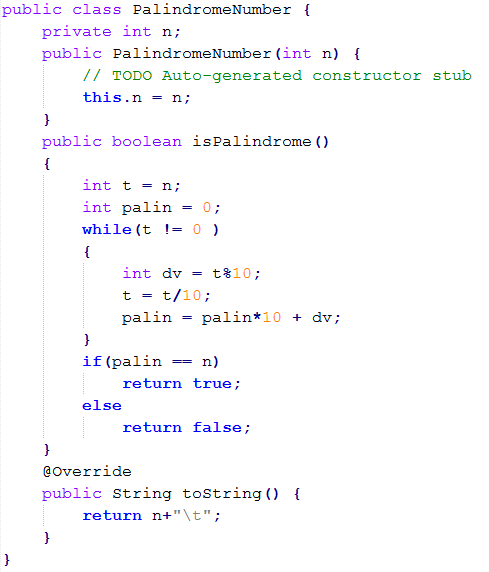 public class PalindromeNumber {
    private int n;
    public PalindromeNumber(int n) {
        // TODO Auto-generated constructor stub
        this.n = n;
    }
    public boolean isPalindrome()
    {
        int t = n;
        int palin = 0;
        while(t != 0 )
        {
            int dv = t%10;
            t = t/10;
            palin = palin*10 + dv;
        }
        if(palin == n)
            return true;
        else
            return false;
    }
    @Override
    public String toString() {
        return n+"\t";
    }
}